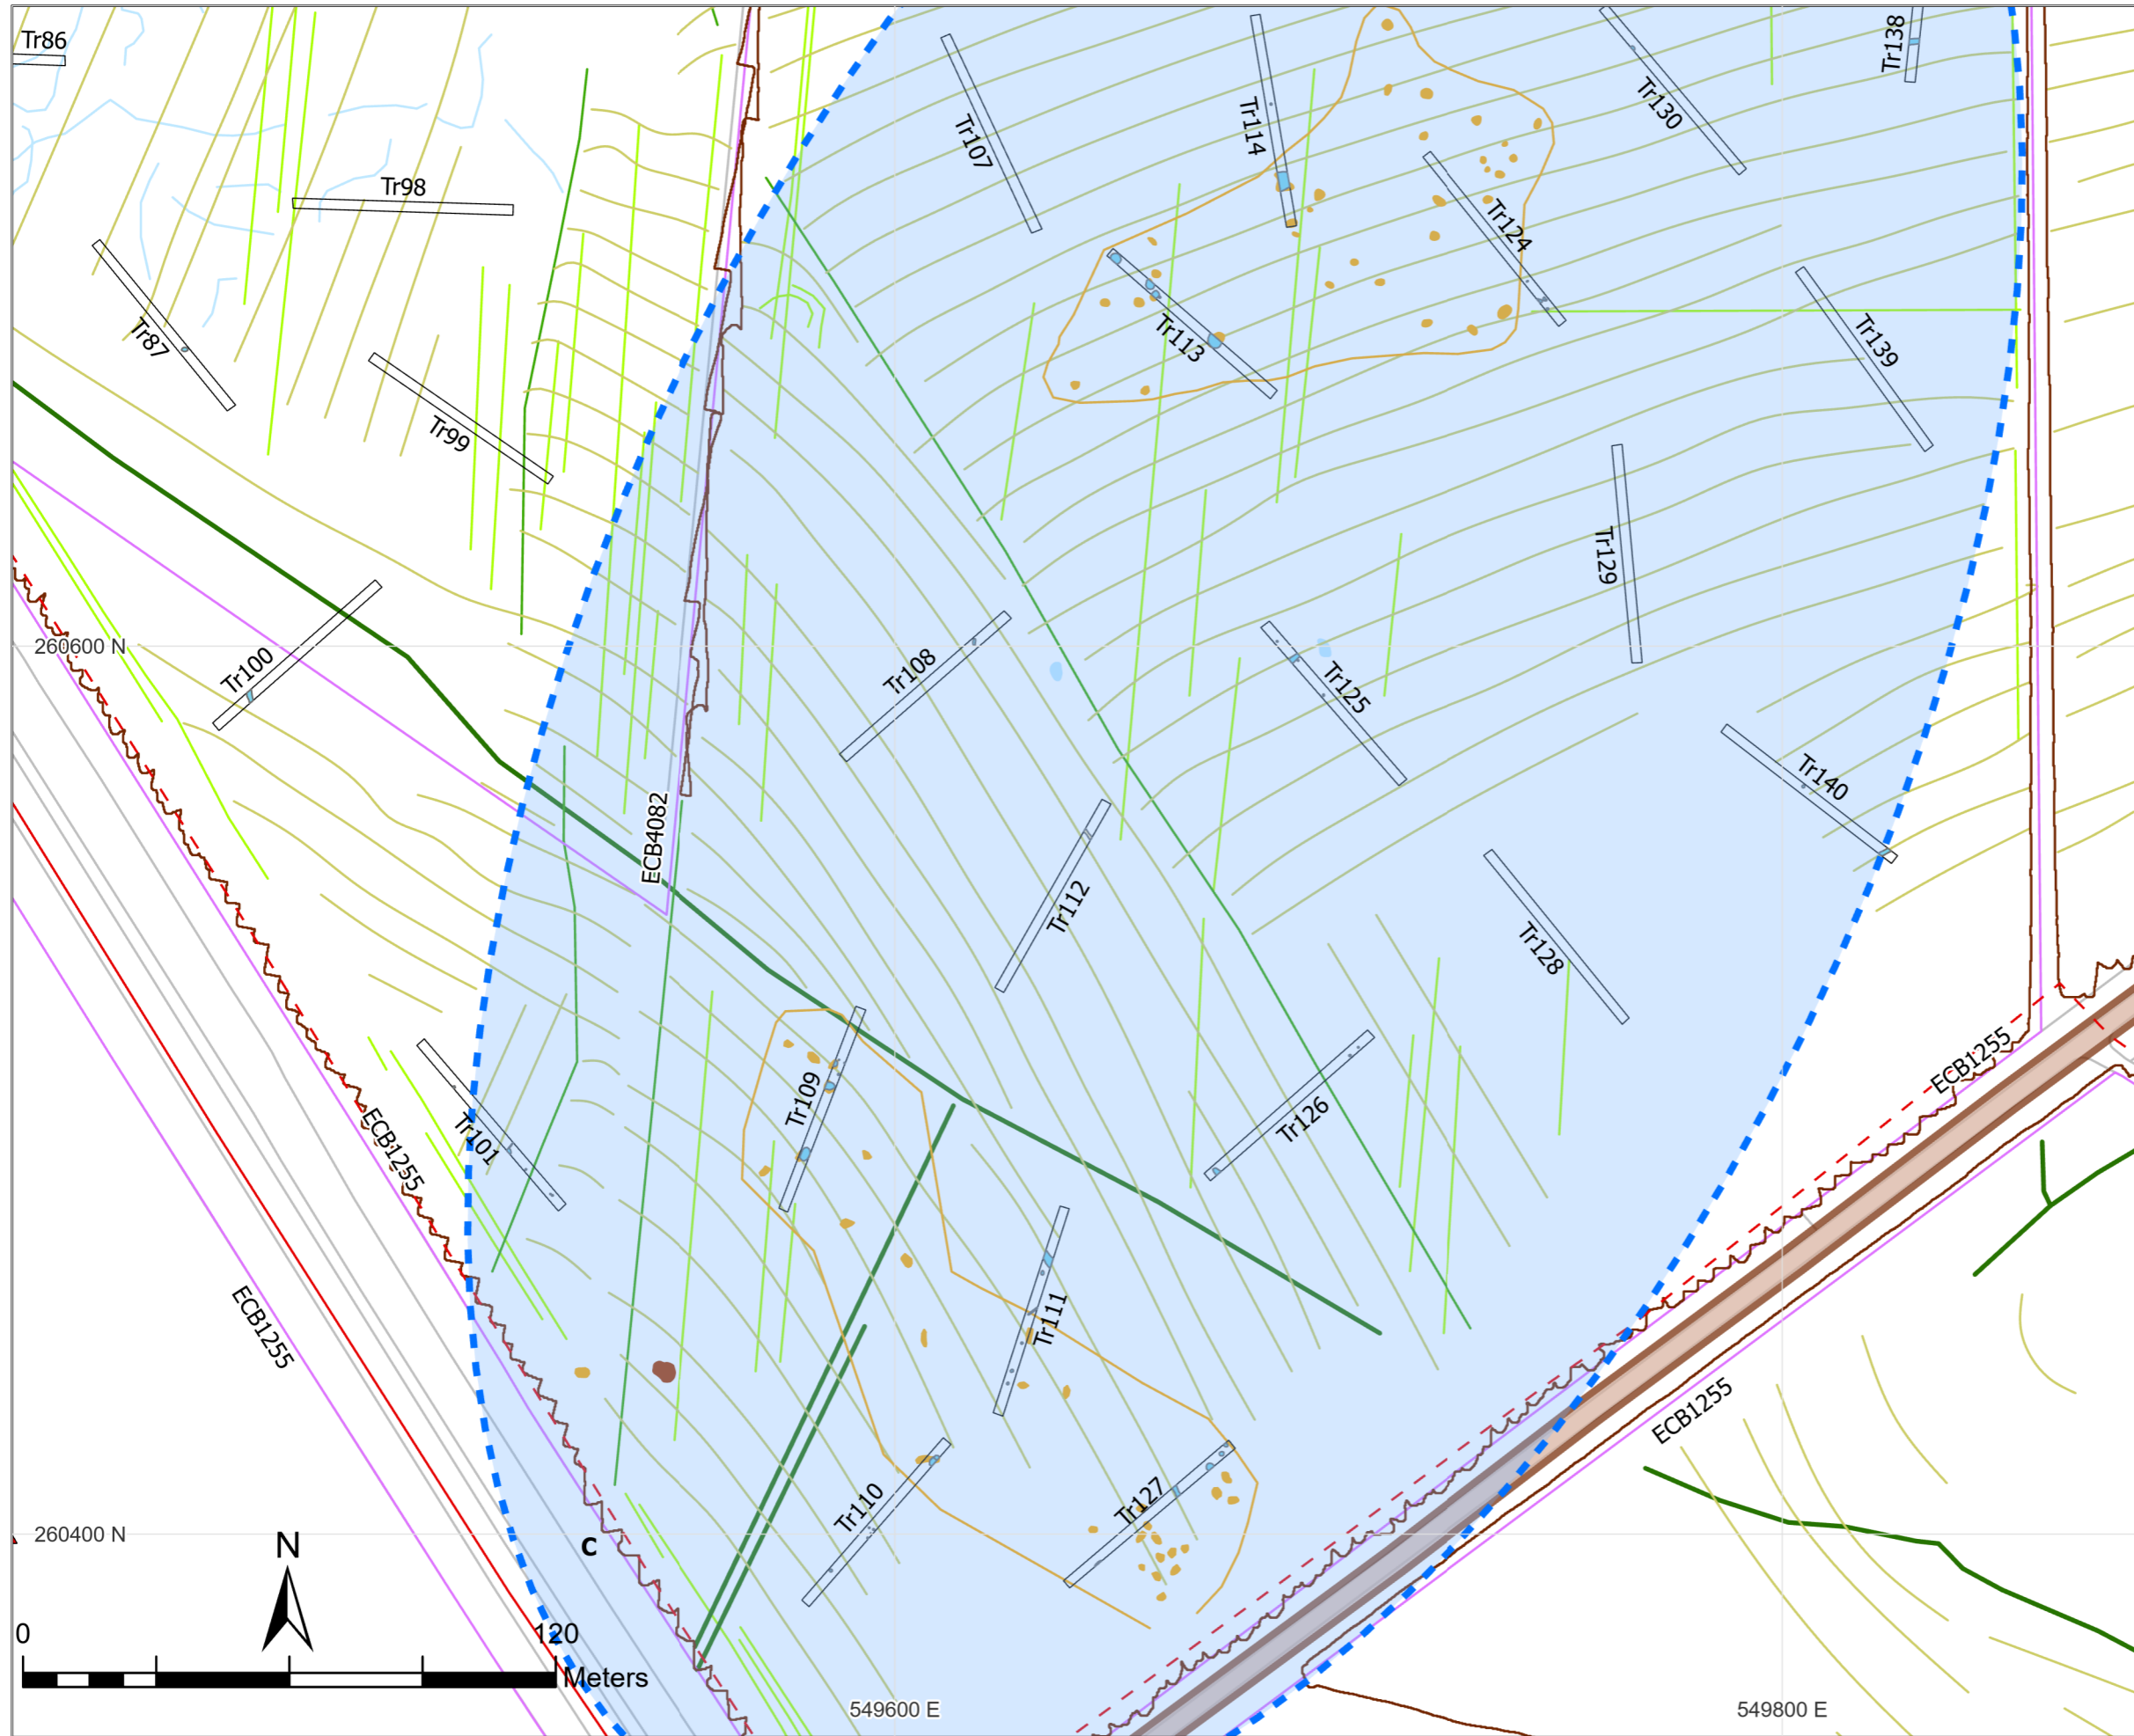 Tr86
Tr138
Tr130
Tr114
Tr107
Tr98
Tr124
Tr87
Tr113
Tr139
Tr99
Tr129
260600 N
Tr100
Tr108
Tr125
Tr140
ECB4082
Tr112
Tr128
ECB1255
Tr109
Tr126
Tr101
ECB1255
ECB1255
Tr111
ECB1255
Tr110
Tr127
260400 N
C
N
0
120
Meters
549600 E
549800 E